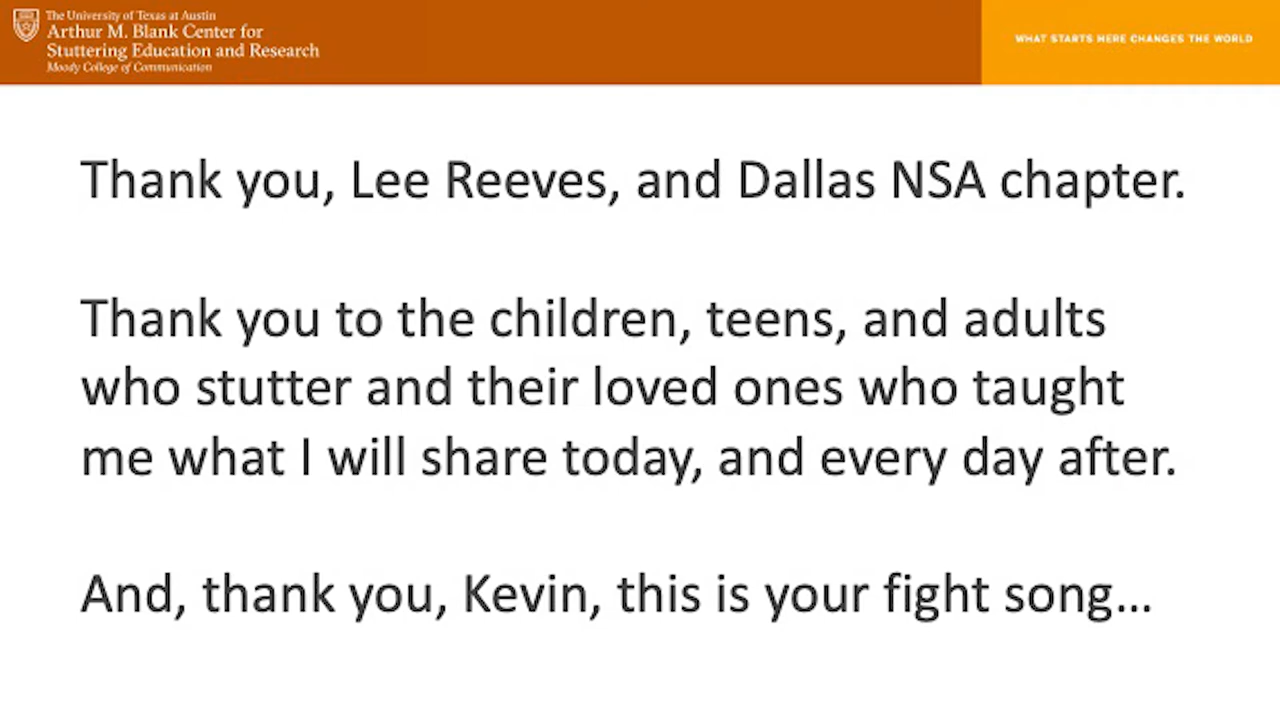 The University of Texas at Austin
Arthur M. Blank Center for
Stuttering Education and Research
Moody College of Communication
WHAT STARTS HERE CHANGES THE WORLD
Thank you, Lee Reeves, and Dallas NSA chapter.
Thank you to the children, teens, and adults
who stutter and their loved ones who taught
me what I will share today, and every day after.
And, thank you, Kevin, this is your fight song...